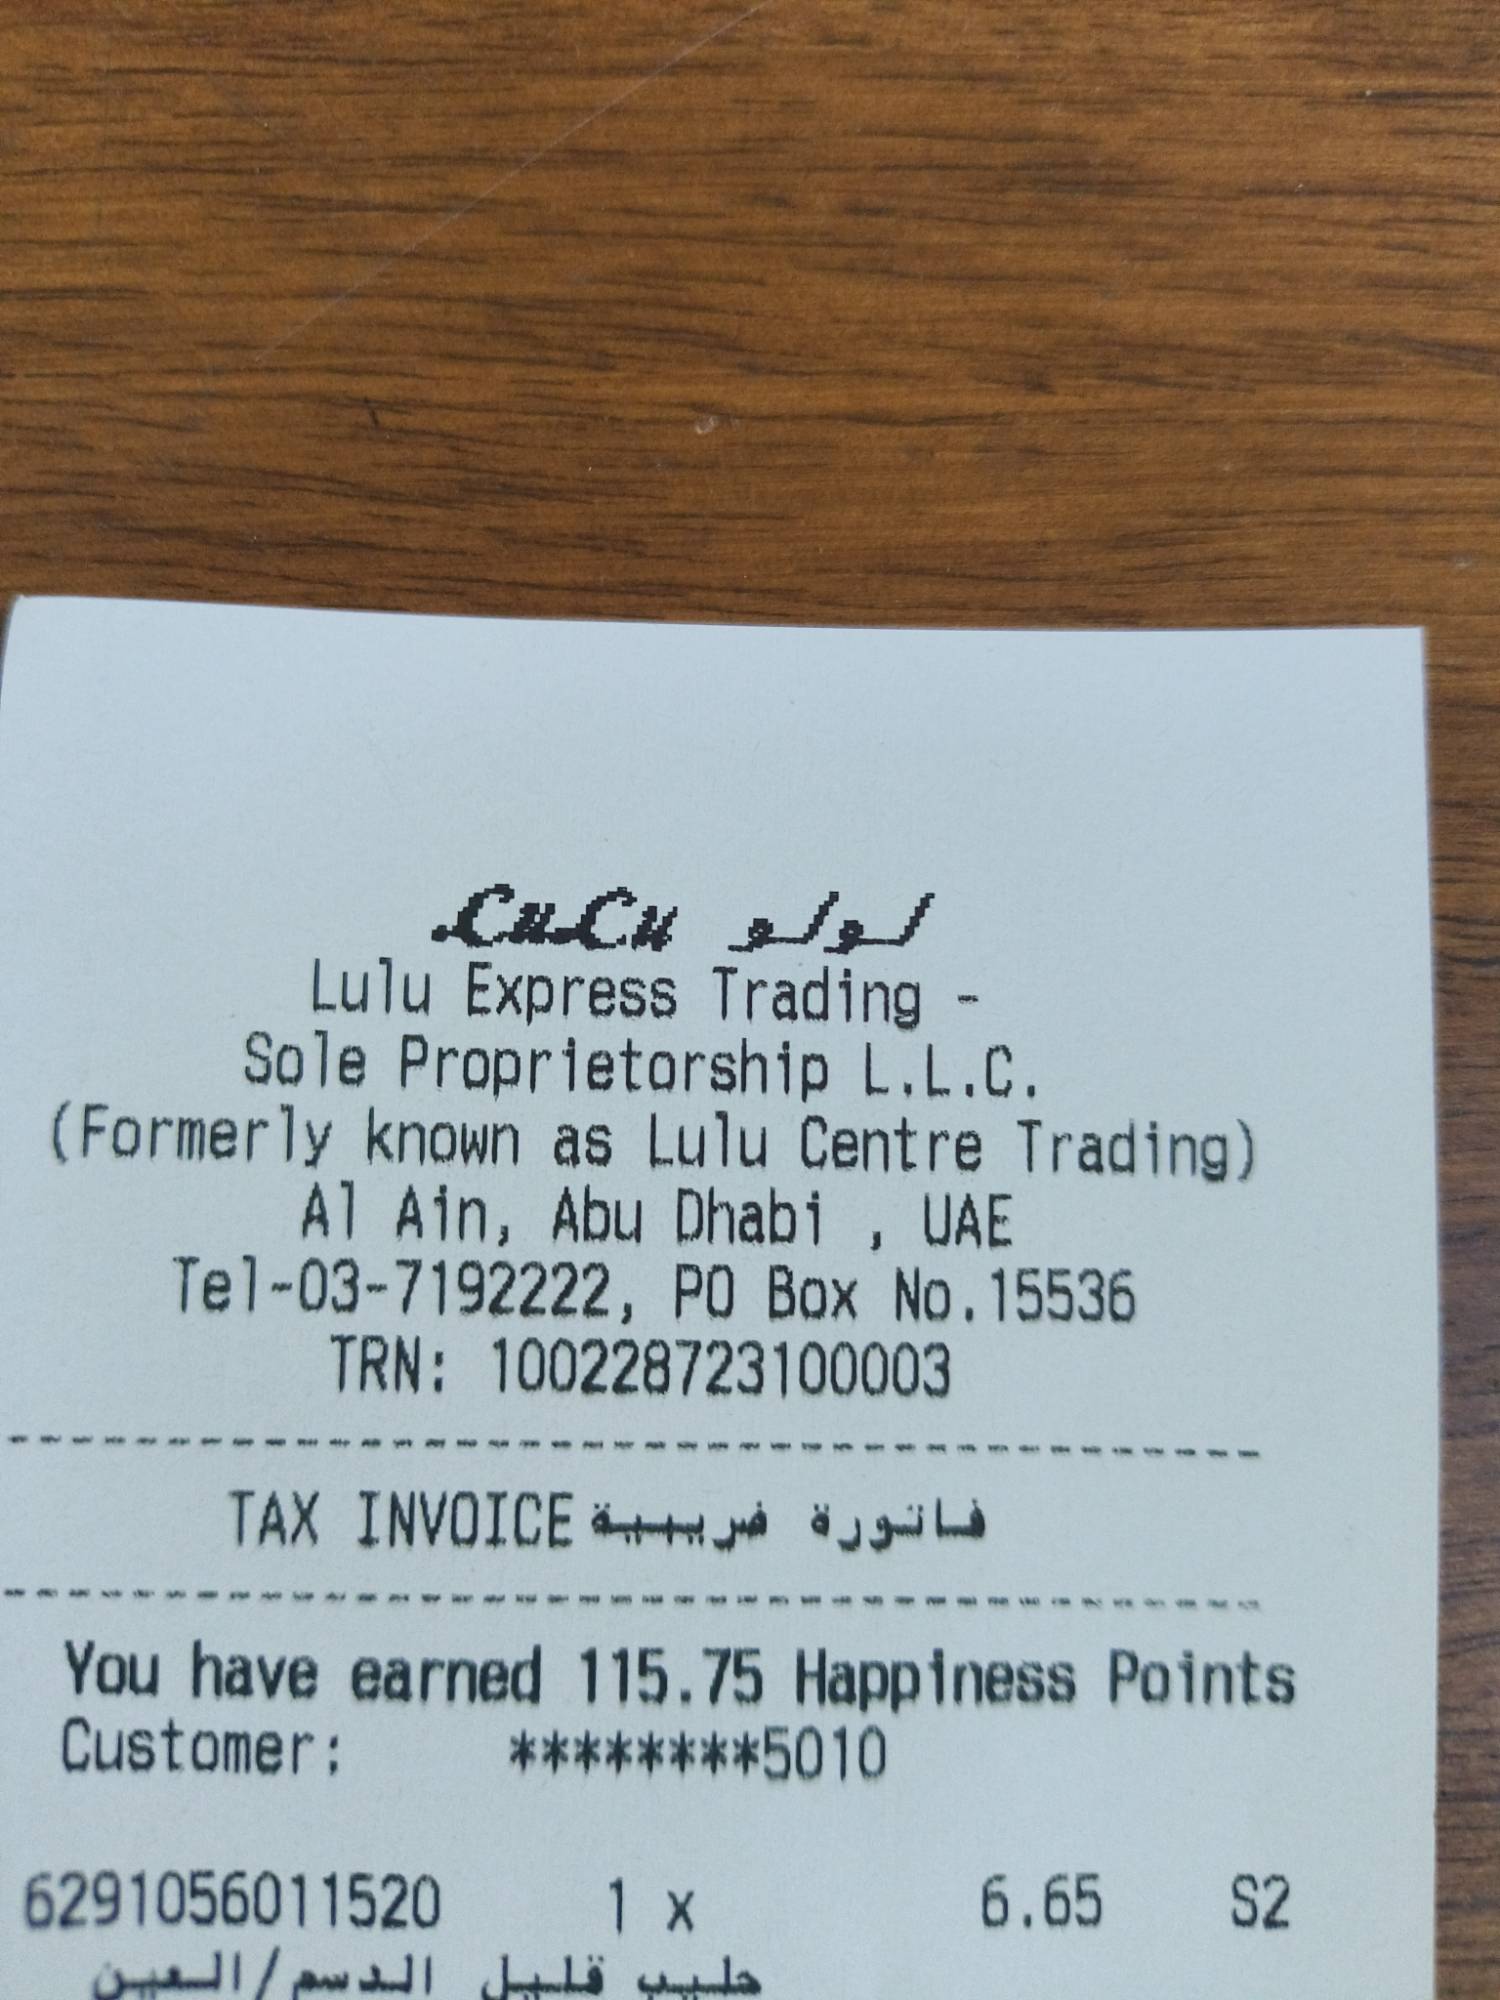 LuLu لولو
Lulu Express Trading -
Sole Proprietorship L.L.C.
(Formerly known as Lulu Centre Trading)
Al Ain, Abu Dhabi , UAE
Tel-03-7192222, PO Box No.15536
TRN: 100228723100003
TAX INVOICE فاتورة ضريبية
You have earned 115.75 Happiness Points
Customer: ********5010
6291056011520 1 x 6.65 S2
حليب قليل الدسم/العين